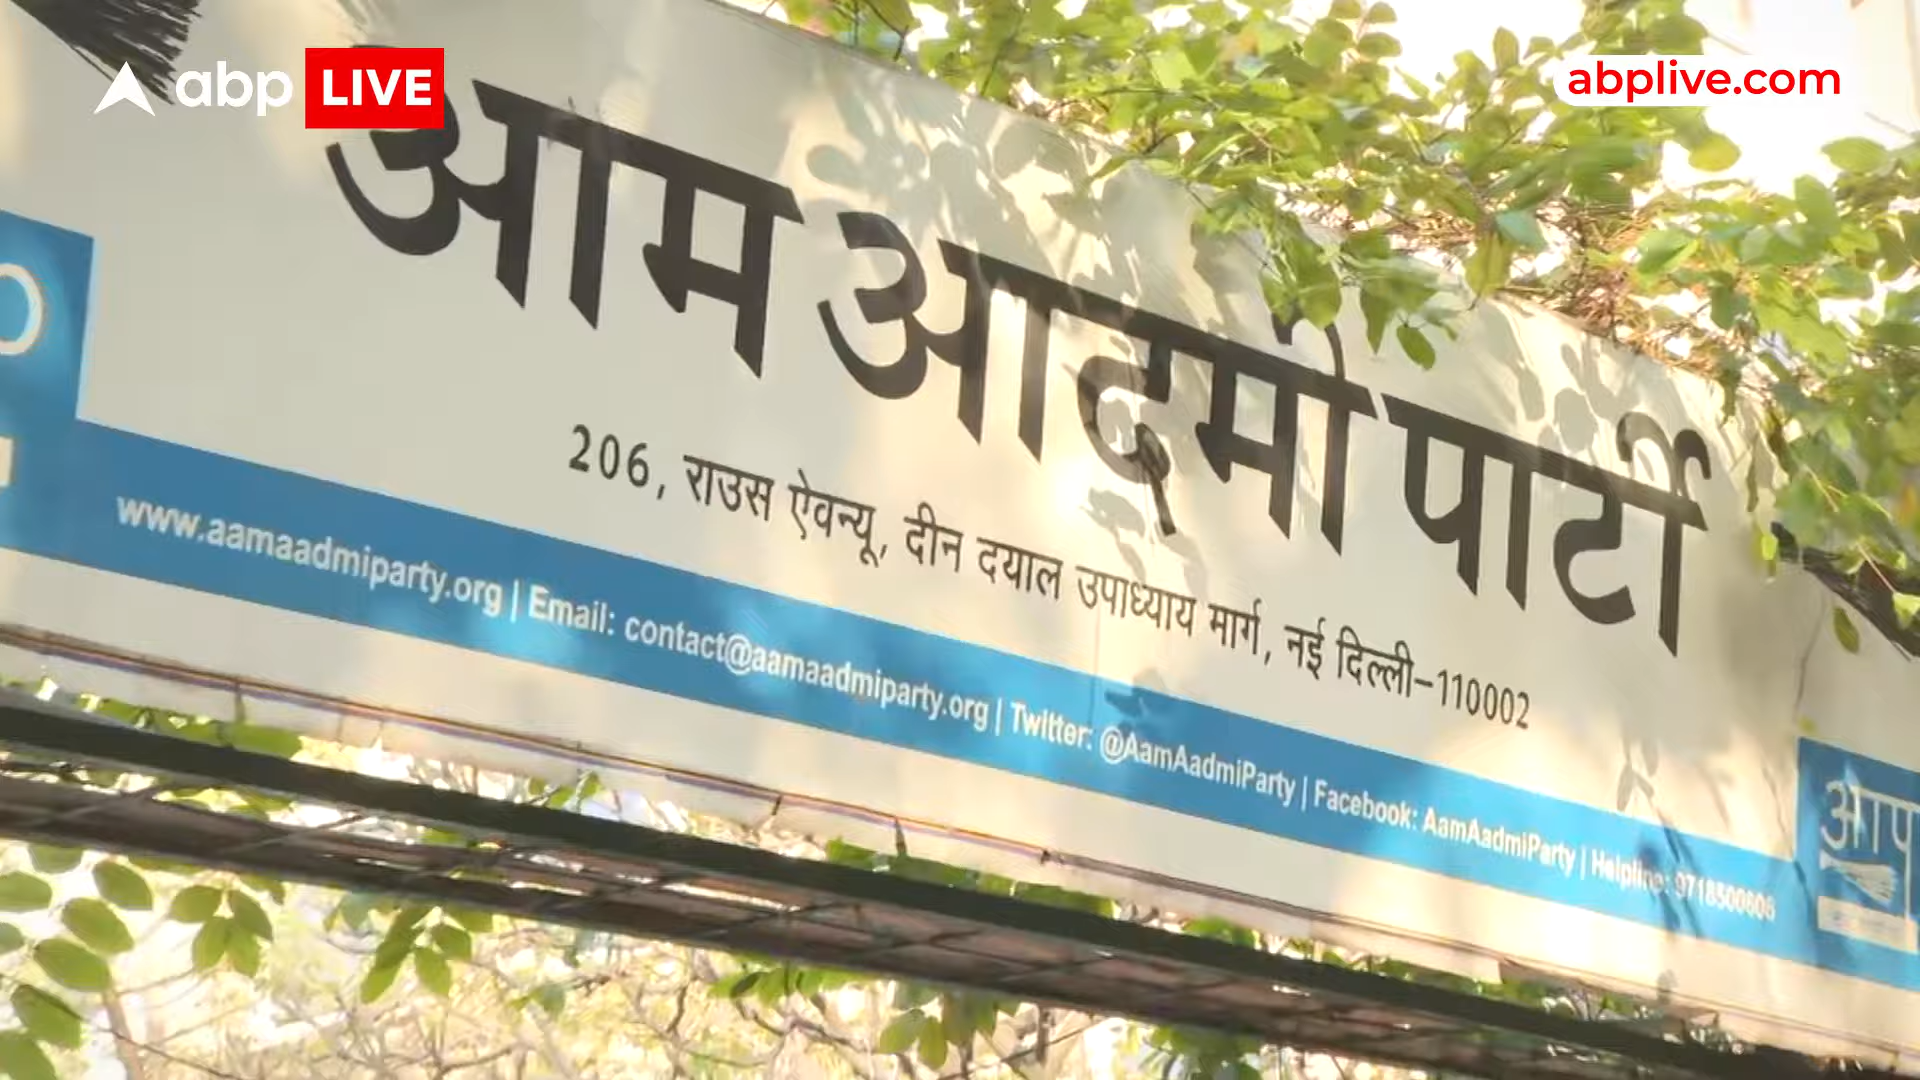 abp LIVE
abplive.com
आम आदमी पार्टी
206, राउस ऐवन्यू, दीन दयाल उपाध्याय मार्ग, नई दिल्ली–110002
www.aamaadmiparty.org | Email: contact@aamaadmiparty.org | Twitter: @AamAadmiParty | Facebook: AamAadmiParty | Helpline: 9718500606
आप